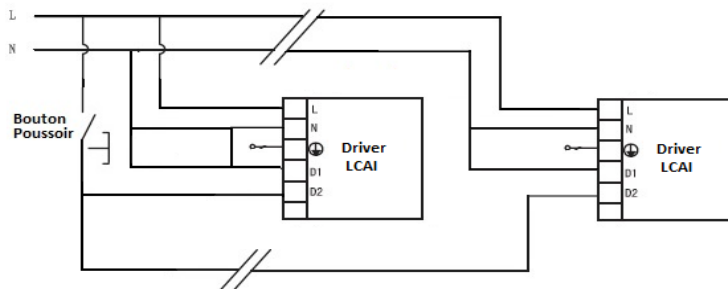 L
N
Bouton
Poussoir
L
N
D1
D2
Driver
LCAI
L
N
D1
D2
Driver
LCAI